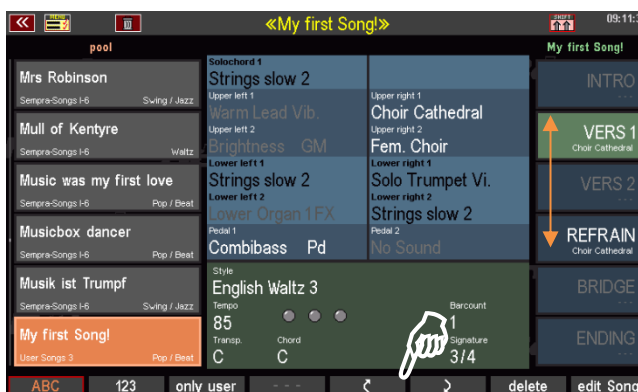 MENU
«My first Song!»
SHIFT
09:11:
pool
My first Song!
Mrs Robinson
Sempra-Songs I-6 Swing / Jazz
Mull of Kentyre
Sempra-Songs I-6 Waltz
Music was my first love
Sempra-Songs I-6 Pop / Beat
Musicbox dancer
Sempra-Songs I-6 Pop / Beat
Musik ist Trumpf
Sempra-Songs I-6 Swing / Jazz
My first Song!
User Songs 3 Pop / Beat
Solochord 1
Strings slow 2
Upper left 1
Warm Lead Vib.
Upper right 1
Choir Cathedral
Upper left 2
Brightness GM
Upper right 2
Fem. Choir
Lower left 1
Strings slow 2
Lower right 1
Solo Trumpet Vi.
Lower left 2
Lower Organ 1 FX
Lower right 2
Strings slow 2
Pedal 1
Combibass Pd
Pedal 2
No Sound
Style
English Waltz 3
Tempo
85
Barcount
1
Transp.
C
Chord
C
Signature
3/4
INTRO
- - -
VERS 1
Choir Cathedral
VERS 2
- - -
REFRAIN
Choir Cathedral
BRIDGE
- - -
ENDING
- - -
ABC 123 only user - - - delete edit Song